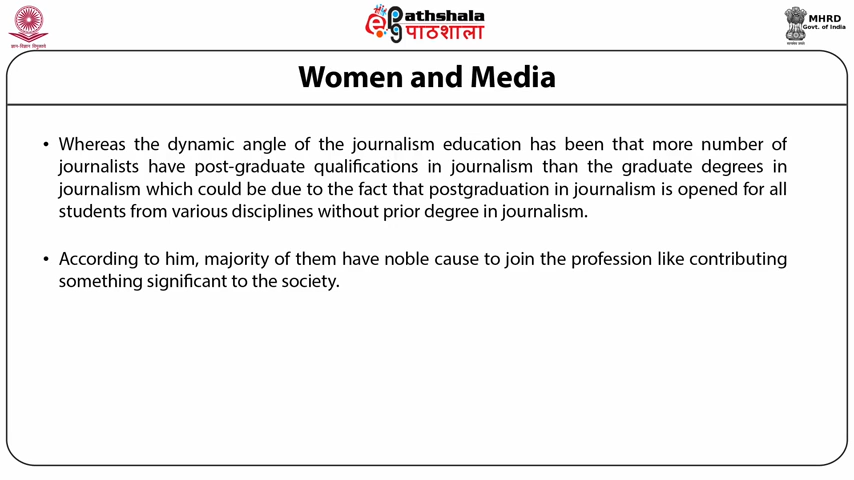 ज्ञान-विज्ञान विमुक्तये
Pathshala
पाठशाला
MHRD
Govt. of India
सत्यमेव जयते
Women and Media
• Whereas the dynamic angle of the journalism education has been that more number of
journalists have post-graduate qualifications in journalism than the graduate degrees in
journalism which could be due to the fact that postgraduation in journalism is opened for all
students from various disciplines without prior degree in journalism.
• According to him, majority of them have noble cause to join the profession like contributing
something significant to the society.